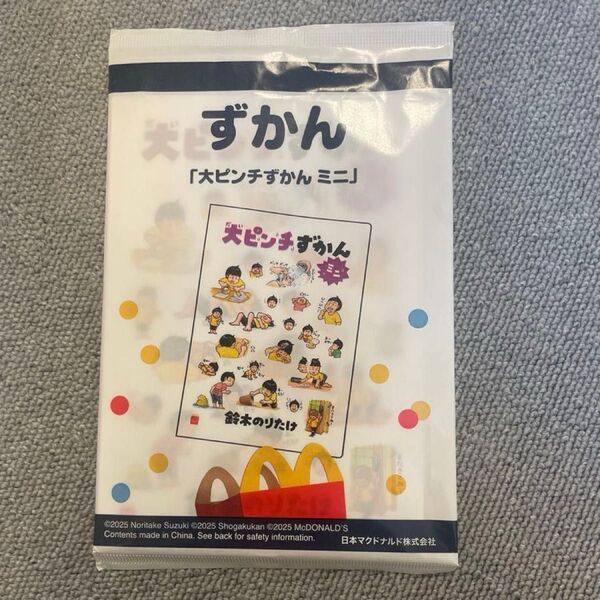 ずかん
「大ピンチずかん ミニ」
大ピンチずかん
ミニ
鈴木のりたけ
©2025 Noritake Suzuki ©2025 Shogakukan ©2025 McDONALD'S
Contents made in China. See back for safety information.
日本マクドナルド株式会社